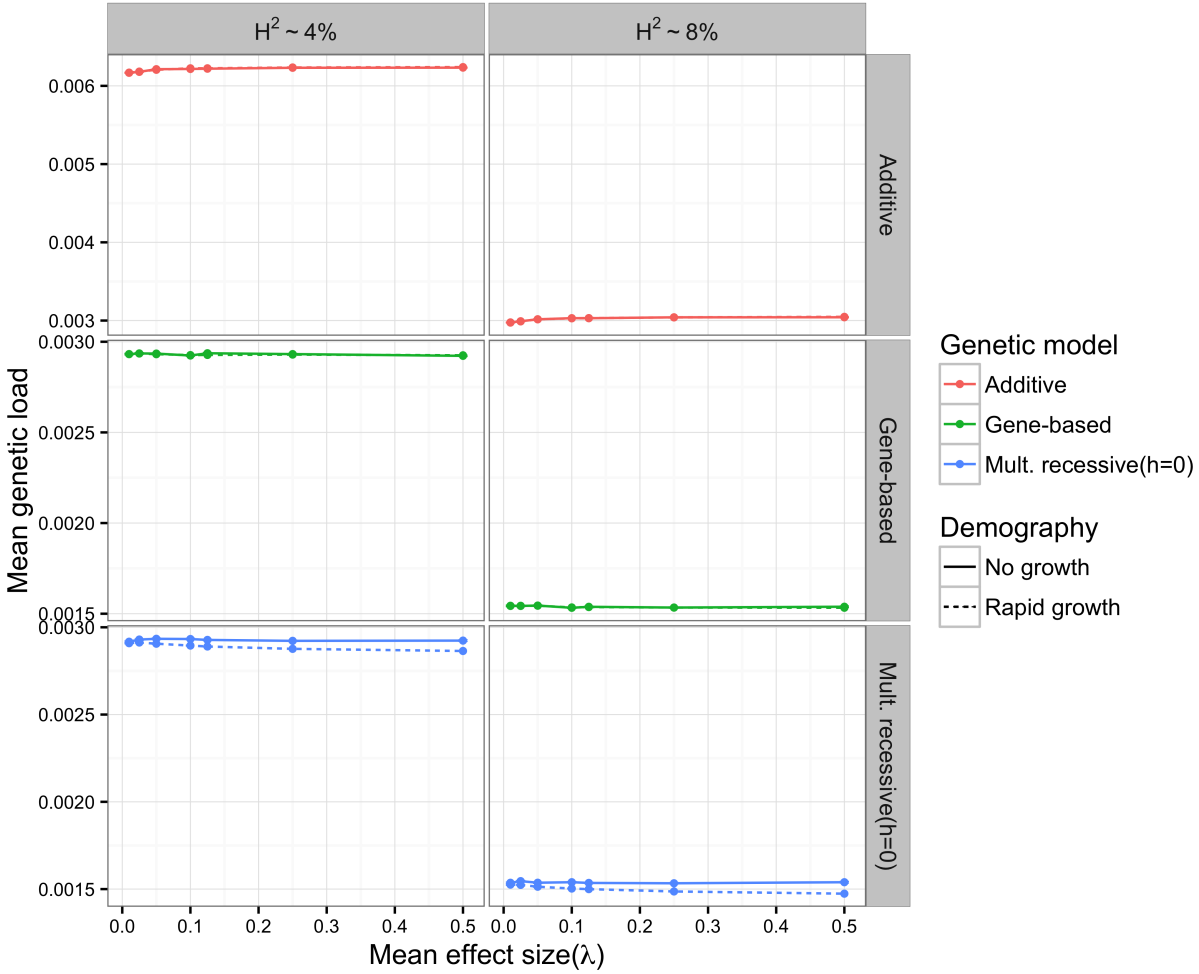 H² ~ 4%
H² ~ 8%
0.006
0.005
0.004
0.003
Additive
0.0030
0.0025
0.0020
0.0015
Gene-based
0.0030
0.0025
0.0020
0.0015
Mult. recessive(h=0)
0.0 0.1 0.2 0.3 0.4 0.5
0.0 0.1 0.2 0.3 0.4 0.5
Mean effect size(λ)
Mean genetic load
Genetic model
Additive
Gene-based
Mult. recessive(h=0)
Demography
No growth
Rapid growth